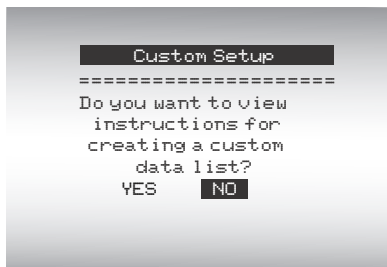 Custom Setup
=====================
Do you want to view
instructions for
creating a custom
data list?
YES NO